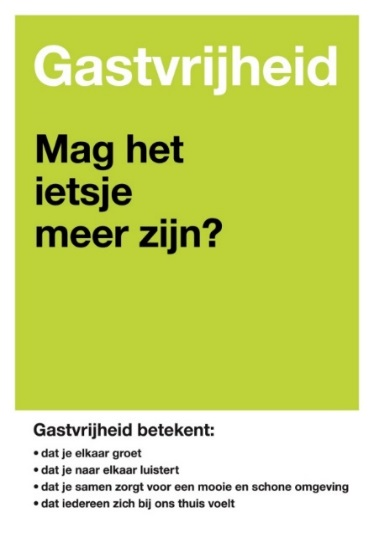 Gastvrijheid
Mag het
ietsje
meer zijn?
Gastvrijheid betekent:
• dat je elkaar groet
• dat je naar elkaar luistert
• dat je samen zorgt voor een mooie en schone omgeving
• dat iedereen zich bij ons thuis voelt